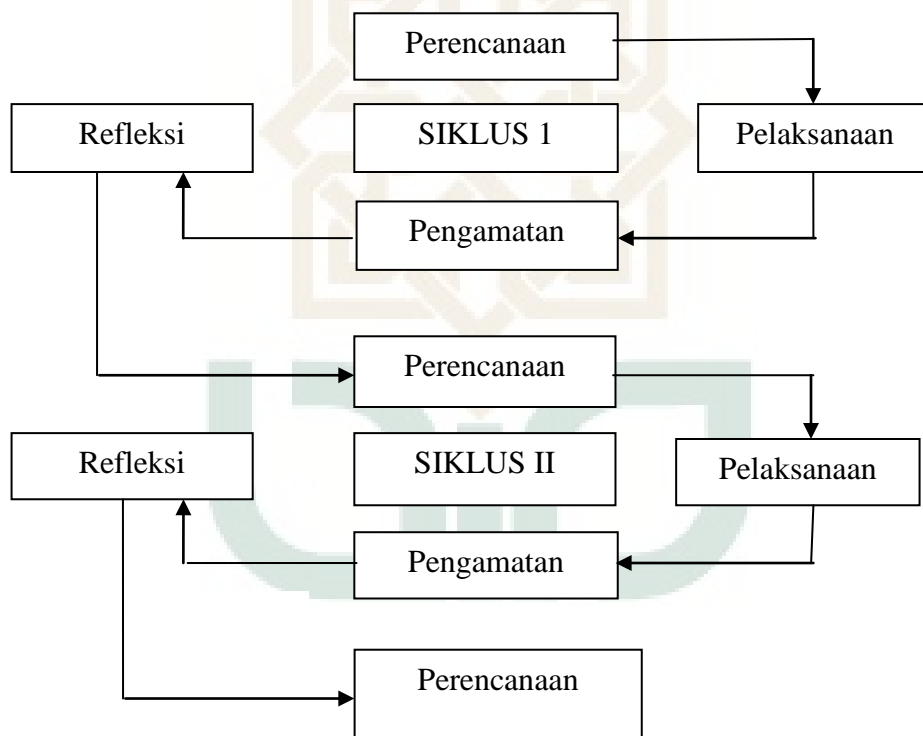 Perencanaan
Refleksi
SIKLUS 1
Pelaksanaan
Pengamatan
Perencanaan
Refleksi
SIKLUS II
Pelaksanaan
Pengamatan
Perencanaan